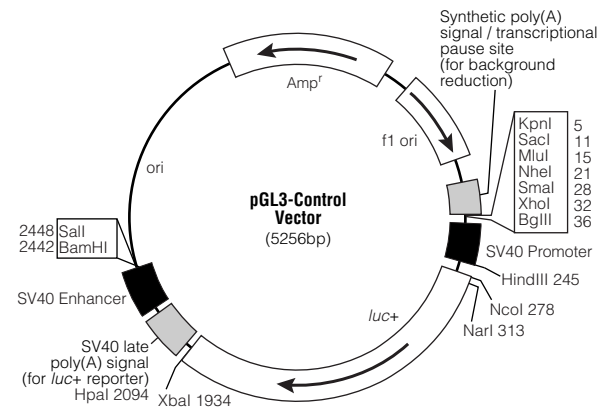 Synthetic poly(A)
signal / transcriptional
pause site
(for background
reduction)
Ampr
f1 ori
KpnI 5
SacI 11
MluI 15
NheI 21
SmaI 28
XhoI 32
BglII 36
ori
pGL3-Control
Vector
(5256bp)
2448 SalI
2442 BamHI
SV40 Promoter
HindIII 245
SV40 Enhancer
NcoI 278
luc+
NarI 313
SV40 late
poly(A) signal
(for luc+ reporter)
HpaI 2094
XbaI 1934